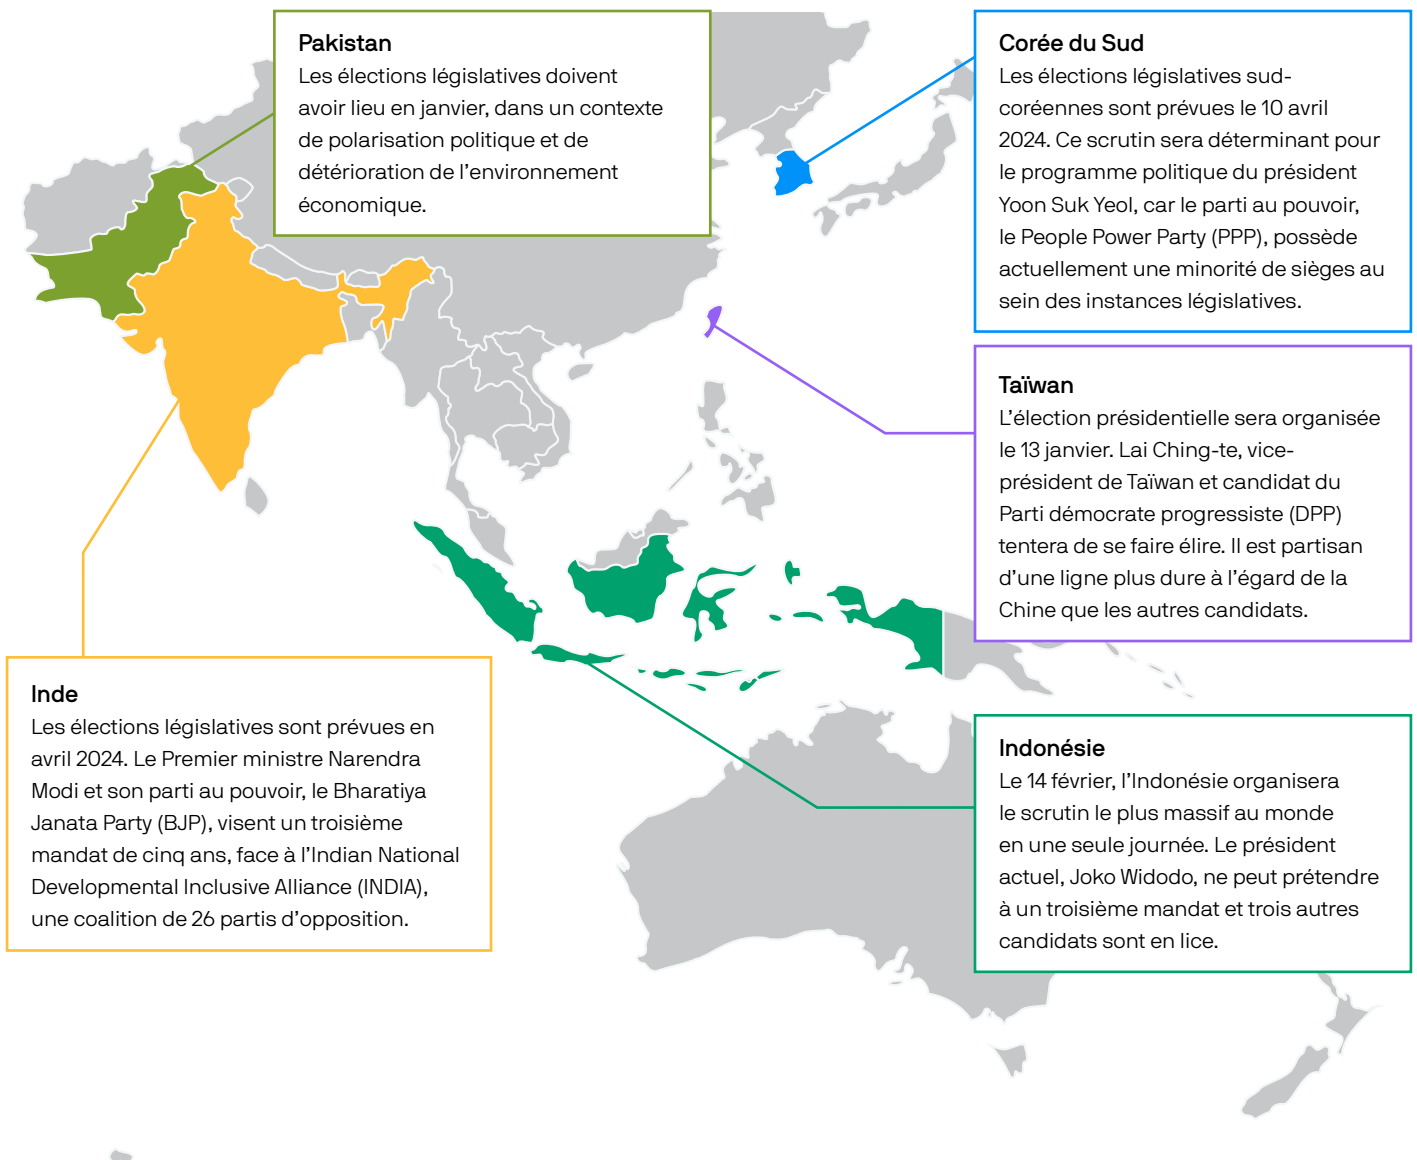 Pakistan
Les élections législatives doivent
avoir lieu en janvier, dans un contexte
de polarisation politique et de
détérioration de l'environnement
économique.
Corée du Sud
Les élections législatives sud-
coréennes sont prévues le 10 avril
2024. Ce scrutin sera déterminant pour
le programme politique du président
Yoon Suk Yeol, car le parti au pouvoir,
le People Power Party (PPP), possède
actuellement une minorité de sièges au
sein des instances législatives.
Taïwan
L'élection présidentielle sera organisée
le 13 janvier. Lai Ching-te, vice-
président de Taïwan et candidat du
Parti démocrate progressiste (DPP)
tentera de se faire élire. Il est partisan
d'une ligne plus dure à l'égard de la
Chine que les autres candidats.
Inde
Les élections législatives sont prévues en
avril 2024. Le Premier ministre Narendra
Modi et son parti au pouvoir, le Bharatiya
Janata Party (BJP), visent un troisième
mandat de cinq ans, face à l'Indian National
Developmental Inclusive Alliance (INDIA),
une coalition de 26 partis d'opposition.
Indonésie
Le 14 février, l'Indonésie organisera
le scrutin le plus massif au monde
en une seule journée. Le président
actuel, Joko Widodo, ne peut prétendre
à un troisième mandat et trois autres
candidats sont en lice.